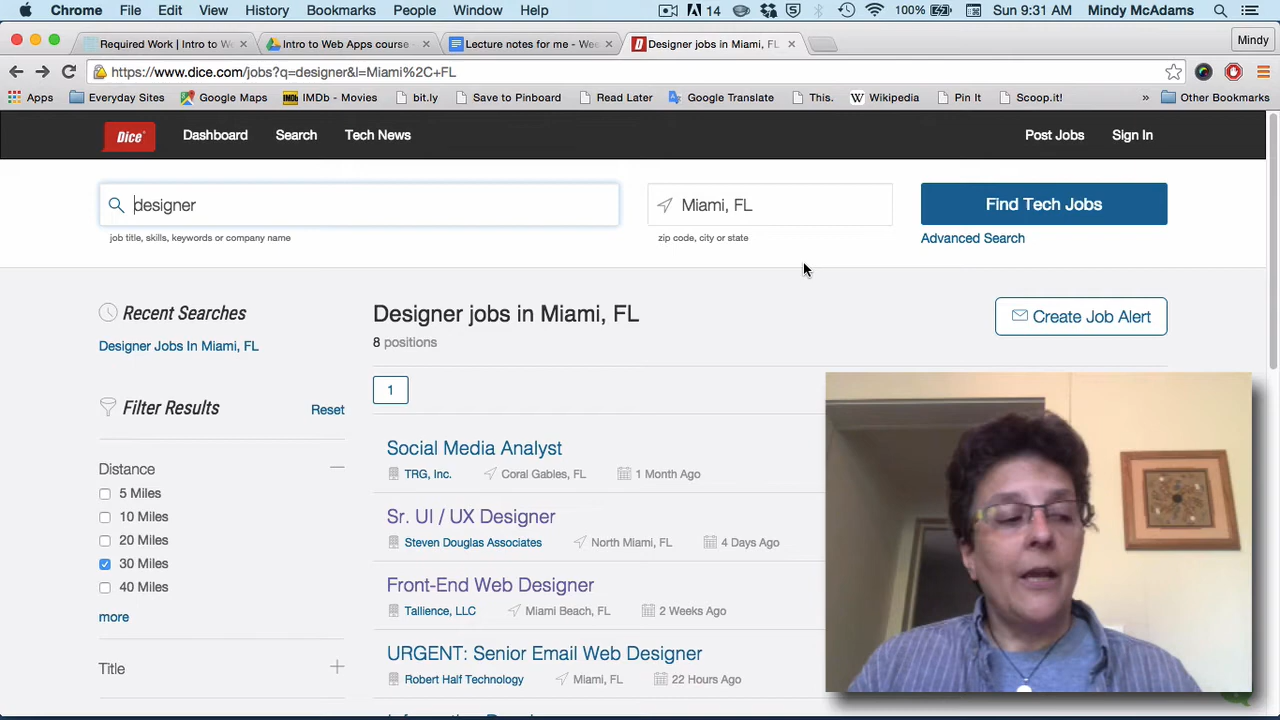 Chrome File Edit View History Bookmarks People Window Help 14 100% Sun 9:31 AM Mindy McAdams
Required Work | Intro to W Intro to Web Apps course - Lecture notes for me - Wee Designer jobs in Miami, FL Mindy
https://www.dice.com/jobs?q=designer&l=Miami%2C+FL
Apps Everyday Sites Google Maps IMDb - Movies bit.ly Save to Pinboard Read Later Google Translate This. Wikipedia Pin It Scoop.it! » Other Bookmarks
Dice Dashboard Search Tech News Post Jobs Sign In
designer Miami, FL Find Tech Jobs
job title, skills, keywords or company name zip code, city or state Advanced Search
Recent Searches
Designer Jobs In Miami, FL
Filter Results Reset
Distance
5 Miles
10 Miles
20 Miles
30 Miles
40 Miles
more
Title
Designer jobs in Miami, FL
8 positions
Create Job Alert
1
Social Media Analyst
TRG, Inc. Coral Gables, FL 1 Month Ago
Sr. UI / UX Designer
Steven Douglas Associates North Miami, FL 4 Days Ago
Front-End Web Designer
Tallience, LLC Miami Beach, FL 2 Weeks Ago
URGENT: Senior Email Web Designer
Robert Half Technology Miami, FL 22 Hours Ago